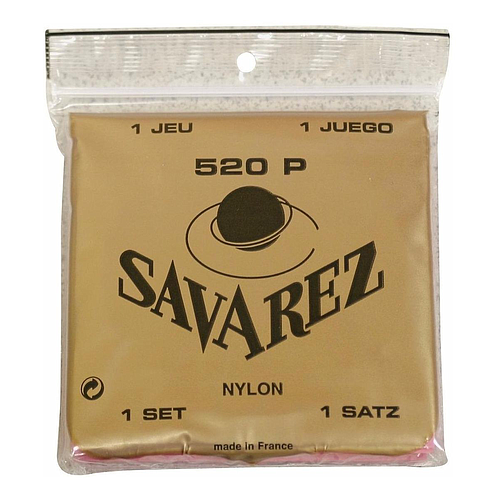 1 JEU 1 JUEGO
520 P
SAVAREZ
NYLON
1 SET 1 SATZ
made in France